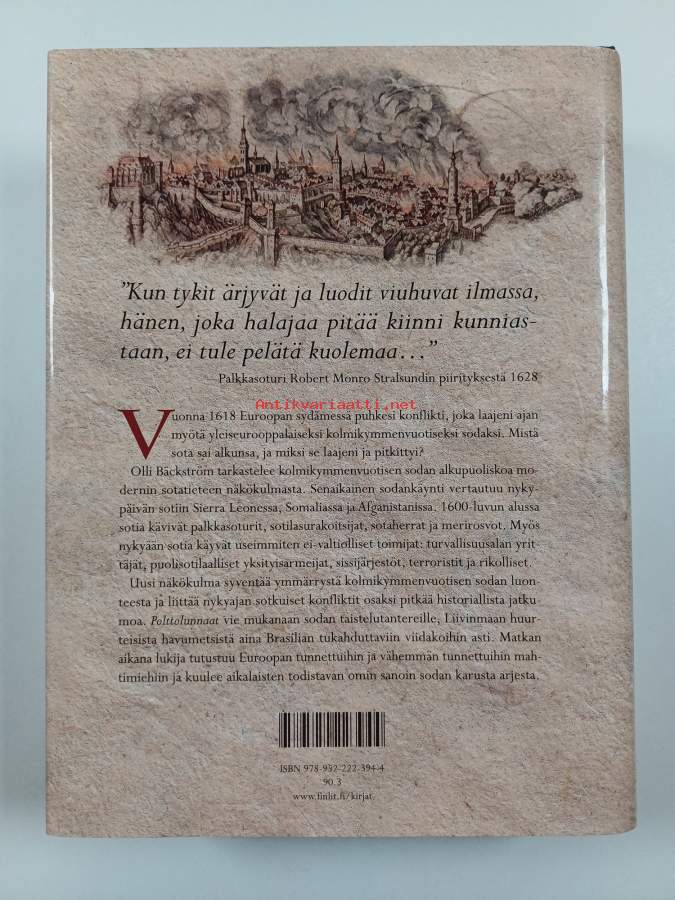 ”Kun tykit ärjyvät ja luodit viuhuvat ilmassa,
hänen, joka halajaa pitää kiinni kunnias-
taan, ei tule pelätä kuolemaa...”
—Palkkasoturi Robert Monro Stralsundin piirityksestä 1628
Antikvariaatti.net
Vuonna 1618 Euroopan sydämessä puhkesi konflikti, joka laajeni ajan
myötä yleiseurooppalaiseksi kolmikymmenvuotiseksi sodaksi. Mistä
sota sai alkunsa, ja miksi se laajeni ja pitkittyi?
Olli Bäckström tarkastelee kolmikymmenvuotisen sodan alkupuoliskoa mo-
dernin sotatieteen näkökulmasta. Senaikainen sodankäynti vertautuu nyky-
päivän sotiin Sierra Leonessa, Somaliassa ja Afganistanissa. 1600-luvun alussa
sotia kävivät palkkasoturit, sotilasurakoitsijat, sotaherrat ja merirosvot. Myös
nykyään sotia käyvät useimmiten ei-valtiolliset toimijat: turvallisuusalan yrit-
täjät, puolisotilaalliset yksityisarmeijat, sissijärjestöt, terroristit ja rikolliset.
Uusi näkökulma syventää ymmärrystä kolmikymmenvuotisen sodan luon-
teesta ja liittää nykyajan sotkuiset konfliktit osaksi pitkää historiallista jatku-
moa. Polttolunnaat vie mukanaan sodan taistelutantereille, Liivinmaan huur-
teisista havumetsistä aina Brasilian tukahduttaviin viidakoihin asti. Matkan
aikana lukija tutustuu Euroopan tunnettuihin ja vähemmän tunnettuihin mah-
timiehiin ja kuulee aikalaisten todistavan omin sanoin sodan karusta arjesta.
ISBN 978-952-222-394-4
90.3
www.finlit.fi/kirjat